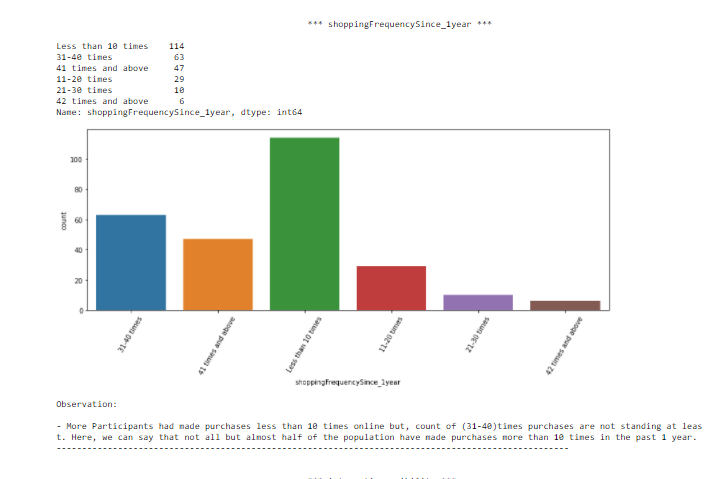 *** shoppingFrequencySince_1year ***
Less than 10 times 114
31-40 times 63
41 times and above 47
11-20 times 29
21-30 times 10
42 times and above 6
Name: shoppingFrequencySince_1year, dtype: int64
100
80
60
40
20
0
count
31-40 times
41 times and above
Less than 10 times
11-20 times
21-30 times
42 times and above
shoppingFrequencySince_1year
Observation:
- More Participants had made purchases less than 10 times online but, count of (31-40)times purchases are not standing at leas
t. Here, we can say that not all but almost half of the population have made purchases more than 10 times in the past 1 year.
-----------------------------------------------------------------------------------------------